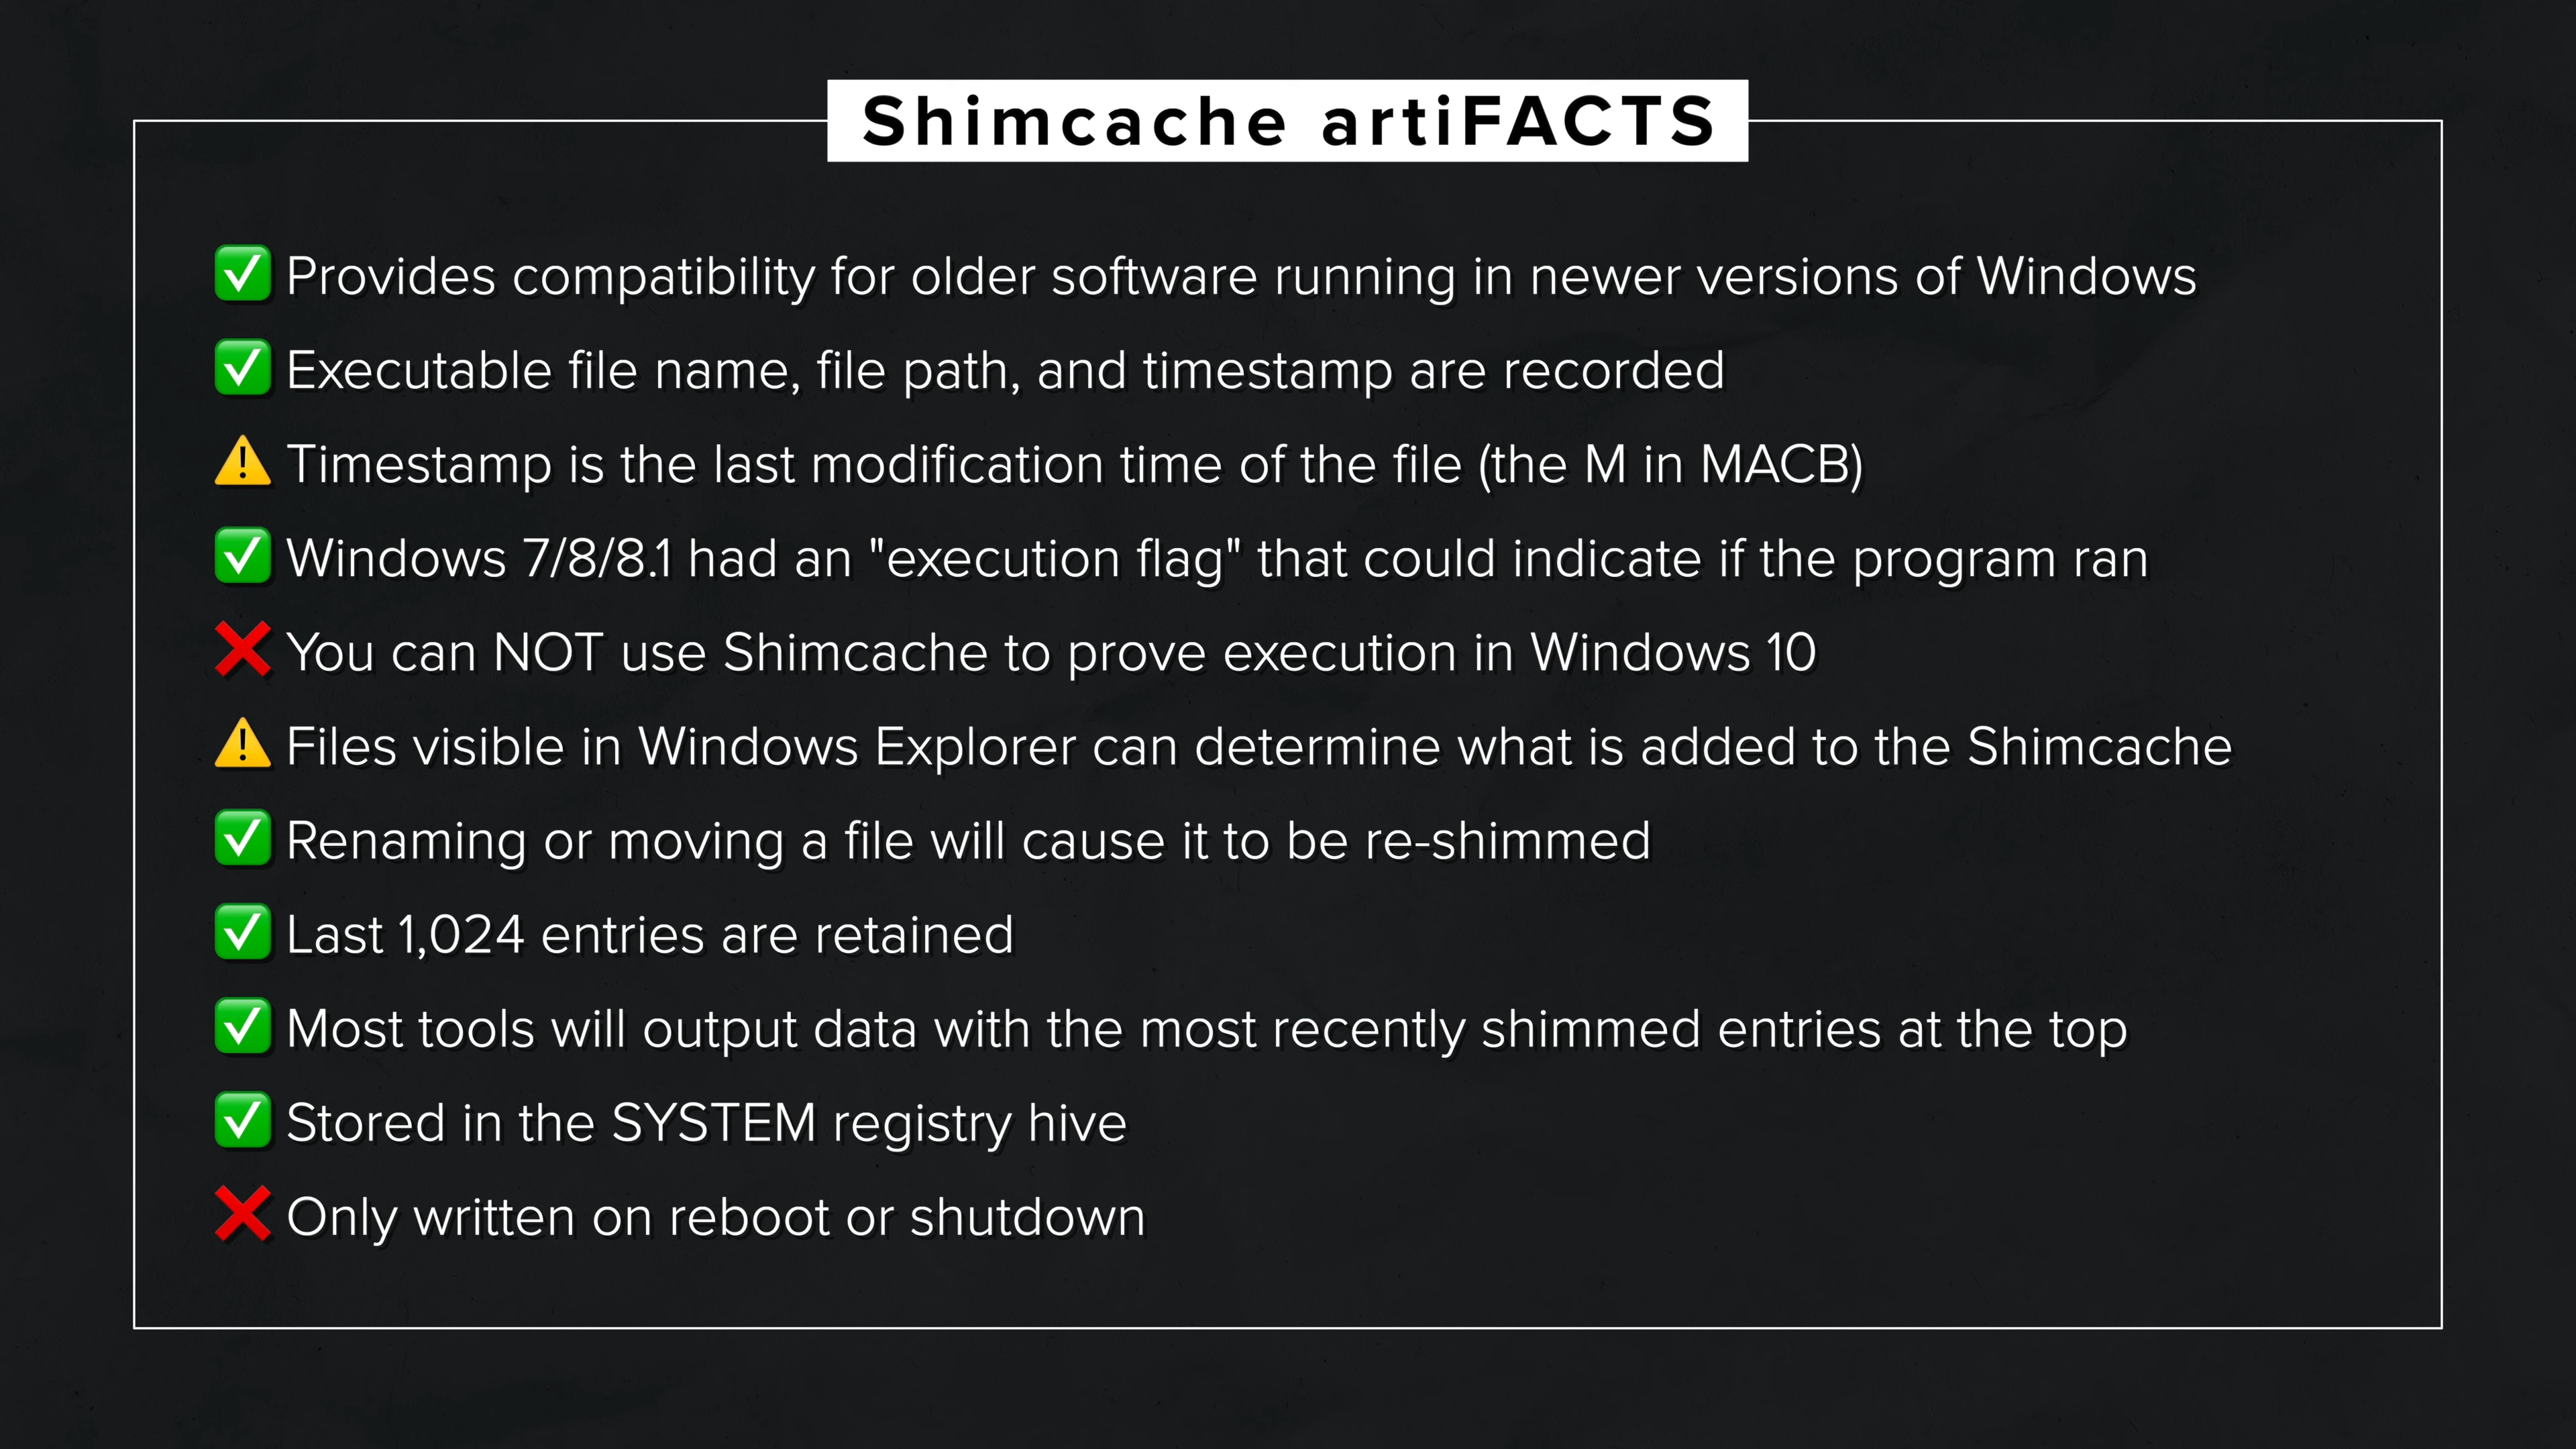 Shimcache artiFACTS
✅ Provides compatibility for older software running in newer versions of Windows
✅ Executable file name, file path, and timestamp are recorded
⚠️ Timestamp is the last modification time of the file (the M in MACB)
✅ Windows 7/8/8.1 had an "execution flag" that could indicate if the program ran
❌ You can NOT use Shimcache to prove execution in Windows 10
⚠️ Files visible in Windows Explorer can determine what is added to the Shimcache
✅ Renaming or moving a file will cause it to be re-shimmed
✅ Last 1,024 entries are retained
✅ Most tools will output data with the most recently shimmed entries at the top
✅ Stored in the SYSTEM registry hive
❌ Only written on reboot or shutdown